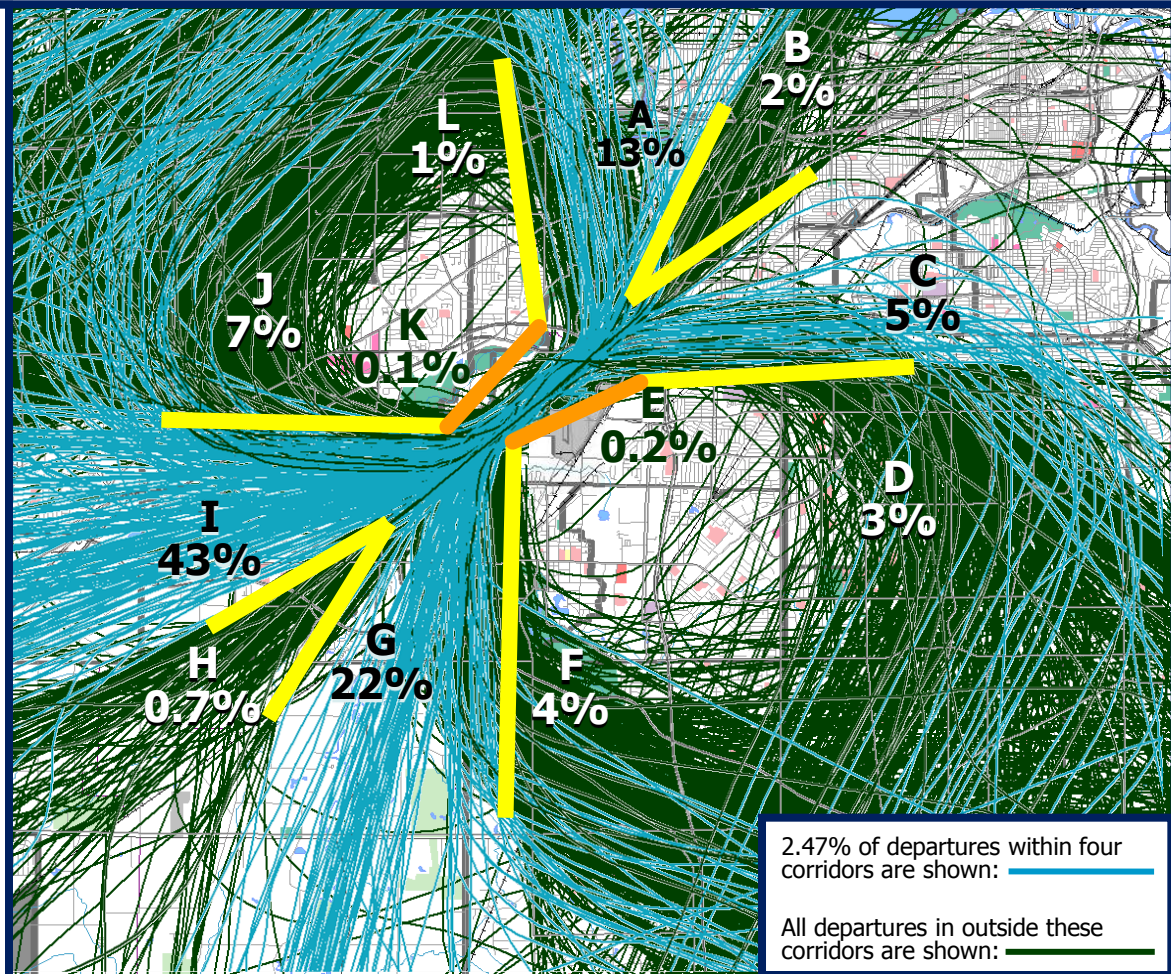 B
2%
L
1%
A
13%
C
5%
J
7%
K
0.1%
E
0.2%
D
3%
I
43%
G
22%
H
0.7%
F
4%
2.47% of departures within four
corridors are shown:
All departures in outside these
corridors are shown: